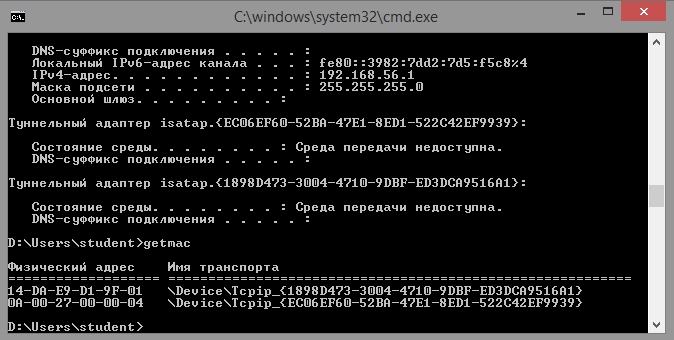 C:\windows\system32\cmd.exe
DNS-суффикс подключения . . . . . :
Локальный IPv6-адрес канала . . . : fe80::3982:7dd2:7d5:f5c8%4
IPv4-адрес. . . . . . . . . . . . : 192.168.56.1
Маска подсети . . . . . . . . . . : 255.255.255.0
Основной шлюз. . . . . . . . . :
Туннельный адаптер isatap.{EC06EF60-52BA-47E1-8ED1-522C42EF9939}:
Состояние среды. . . . . . . . : Среда передачи недоступна.
DNS-суффикс подключения . . . . . :
Туннельный адаптер isatap.{1898D473-3004-4710-9DBF-ED3DCA9516A1}:
Состояние среды. . . . . . . . : Среда передачи недоступна.
DNS-суффикс подключения . . . . . :
D:\Users\student>getmac
Физический адрес    Имя транспорта
=================== ==========================================================
14-DA-E9-D1-9F-01   \Device\Tcpip_{1898D473-3004-4710-9DBF-ED3DCA9516A1}
0A-00-27-00-00-04   \Device\Tcpip_{EC06EF60-52BA-47E1-8ED1-522C42EF9939}
D:\Users\student>